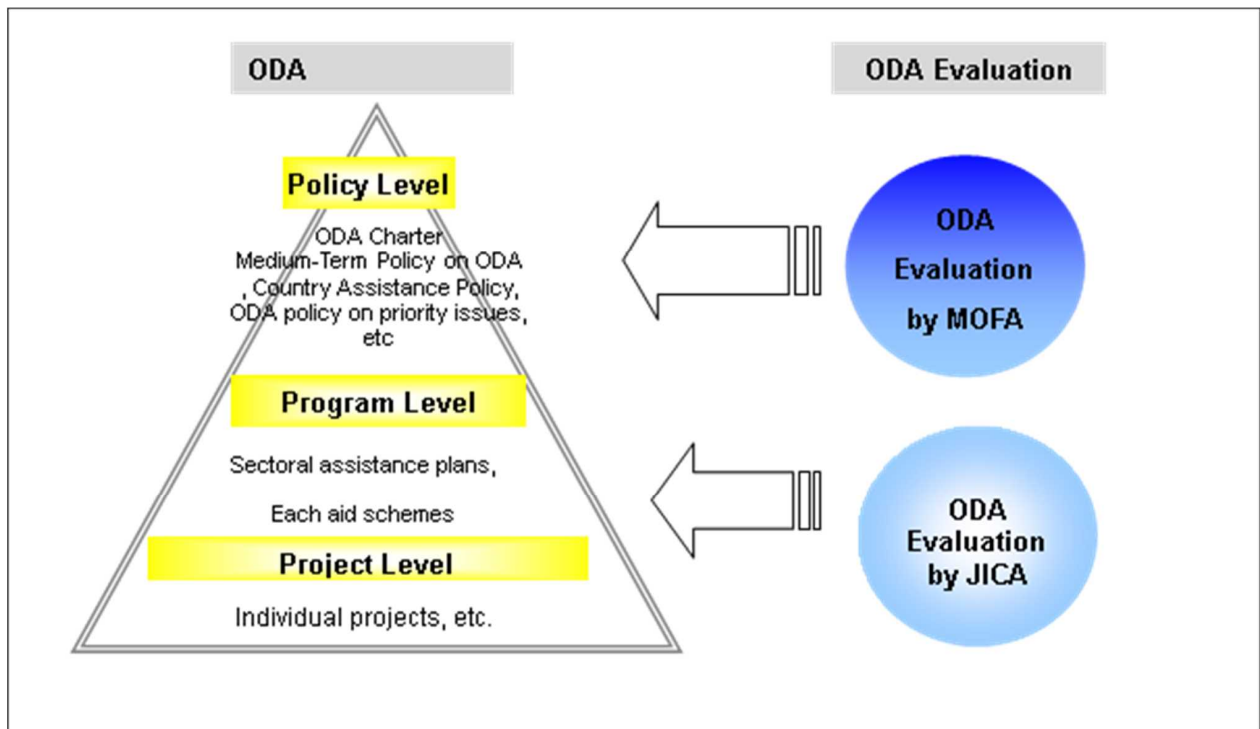 ODA
Policy Level
ODA Charter
Medium-Term Policy on ODA
, Country Assistance Policy,
ODA policy on priority issues,
etc
Program Level
Sectoral assistance plans,
Each aid schemes
Project Level
Individual projects, etc.
ODA Evaluation
ODA
Evaluation
by MOFA
ODA
Evaluation
by JICA